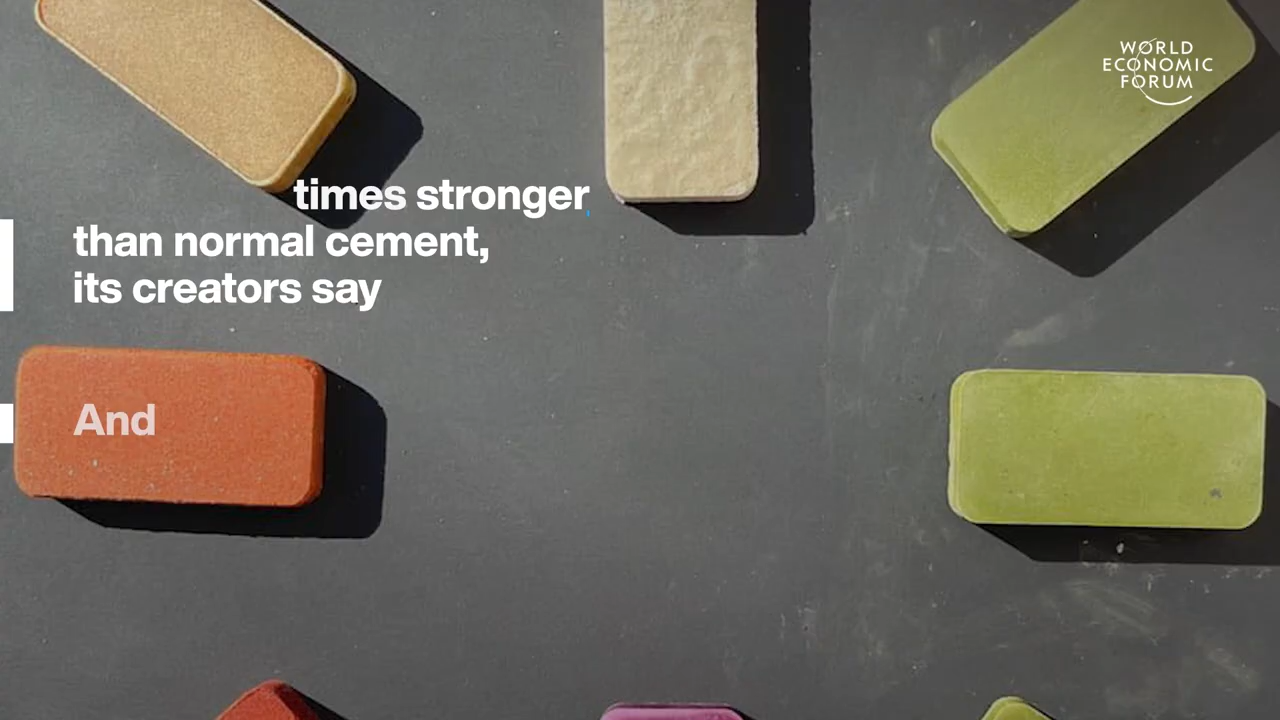 WORLD
ECONOMIC
FORUM
times stronger
than normal cement,
its creators say
And